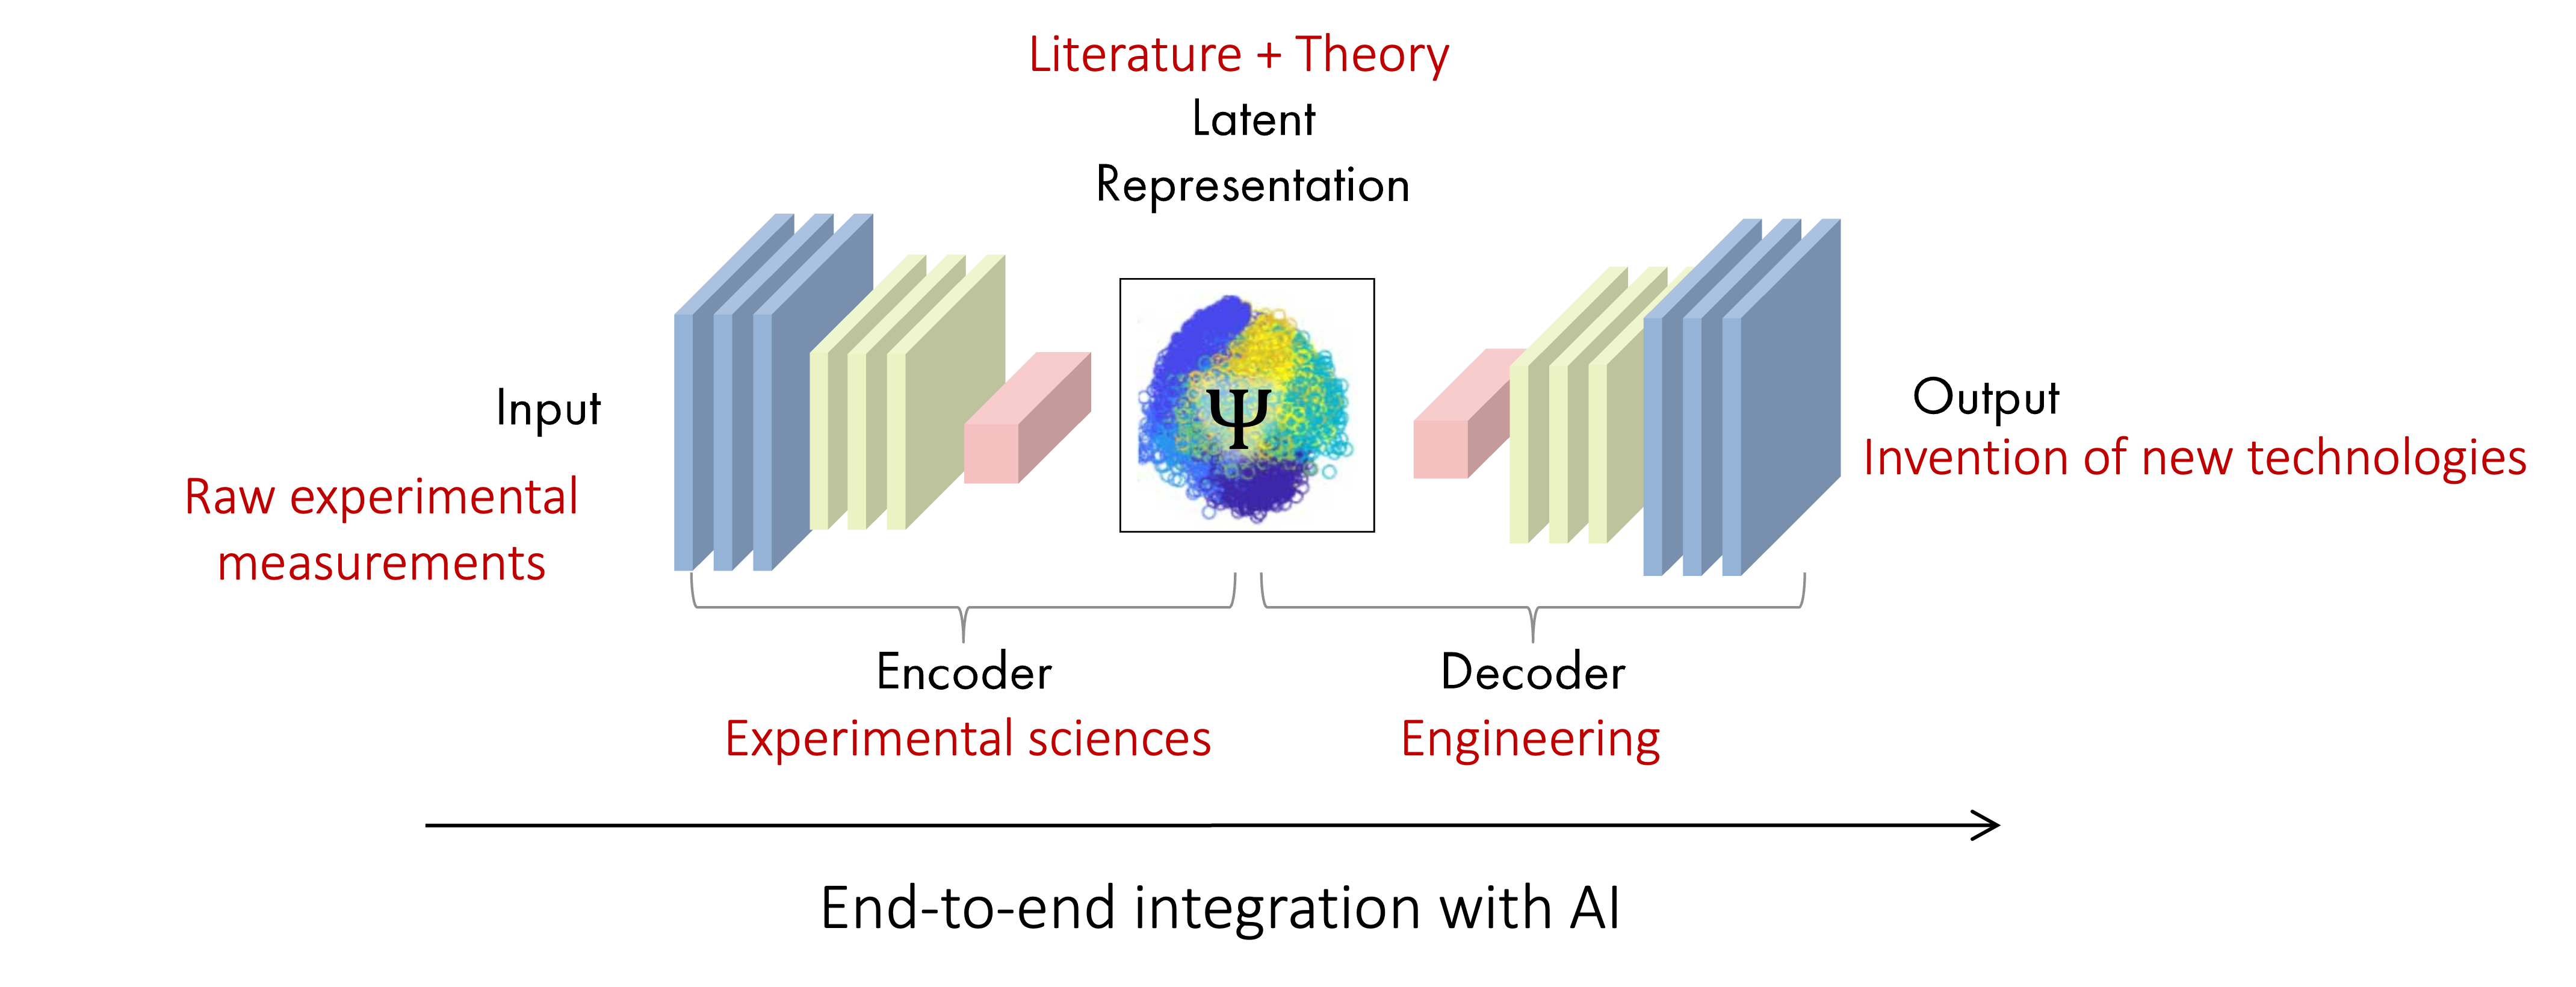 Literature + Theory
Latent
Representation
Input
Raw experimental
measurements
Ψ
Output
Invention of new technologies
Encoder
Experimental sciences
Decoder
Engineering
End-to-end integration with AI